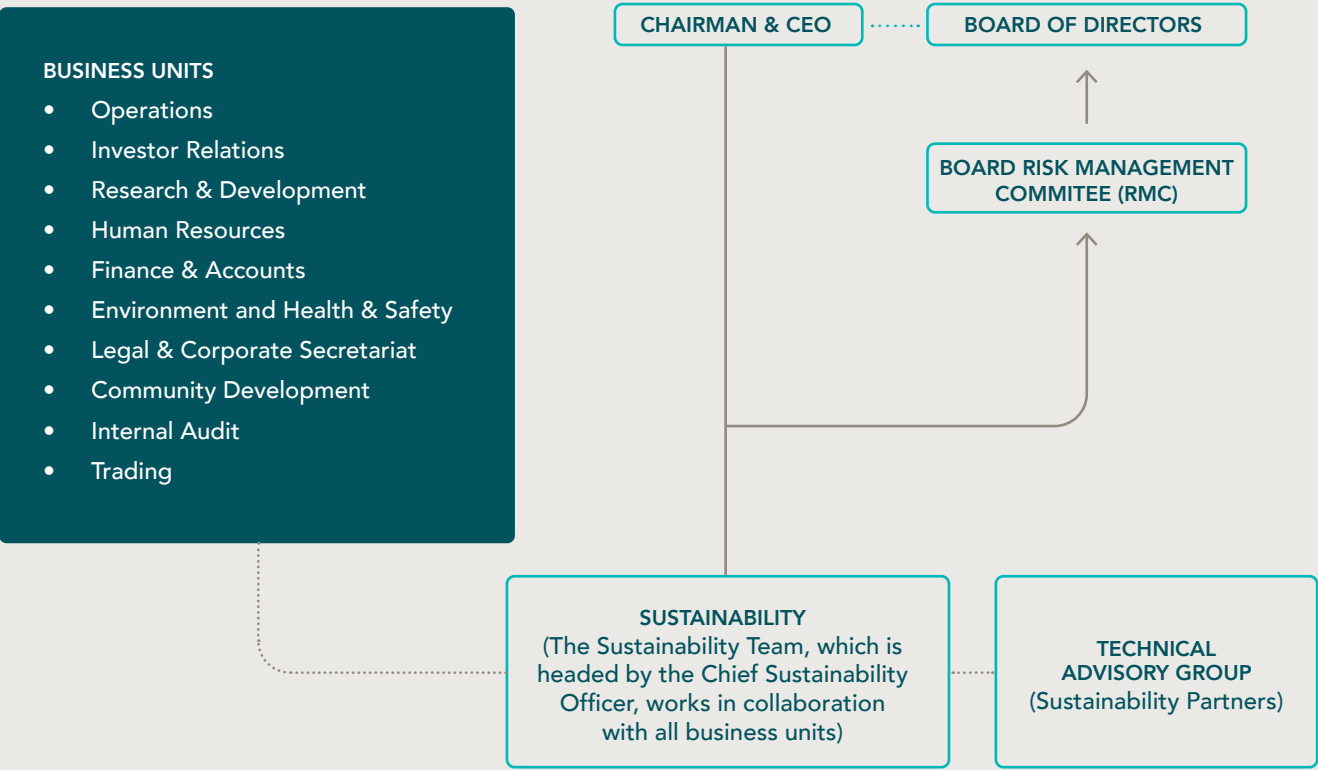 BUSINESS UNITS
• Operations
• Investor Relations
• Research & Development
• Human Resources
• Finance & Accounts
• Environment and Health & Safety
• Legal & Corporate Secretariat
• Community Development
• Internal Audit
• Trading
CHAIRMAN & CEO
BOARD OF DIRECTORS
BOARD RISK MANAGEMENT
COMMITEE (RMC)
SUSTAINABILITY
(The Sustainability Team, which is
headed by the Chief Sustainability
Officer, works in collaboration
with all business units)
TECHNICAL
ADVISORY GROUP
(Sustainability Partners)